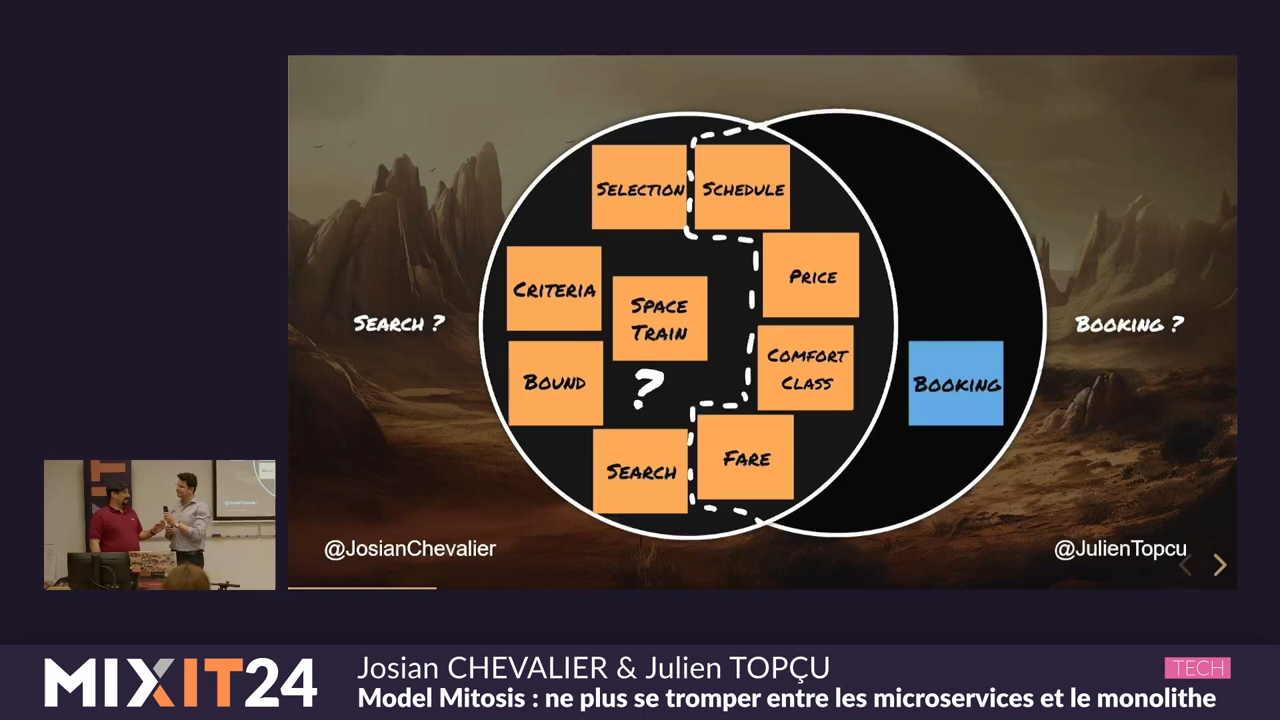 SELECTION
SCHEDULE
CRITERIA
SPACE
TRAIN
PRICE
SEARCH ?
BOOKING ?
BOUND
?
COMFORT
CLASS
BOOKING
SEARCH
FARE
@JosianChevalier
@JulienTopcu
MIXIT24
Josian CHEVALIER & Julien TOPÇU
TECH
Model Mitosis : ne plus se tromper entre les microservices et le monolithe